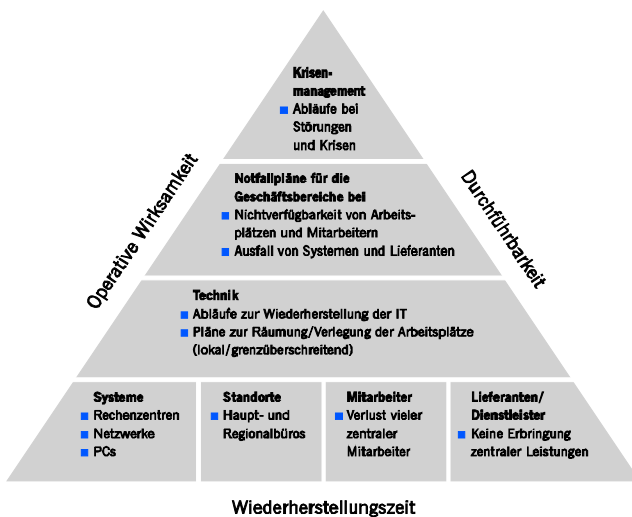 Krisen-
management
Abläufe bei
Störungen
und Krisen
Operative Wirksamkeit
Durchführbarkeit
Notfallpläne für die
Geschäftsbereiche bei
Nichtverfügbarkeit von Arbeits-
plätzen und Mitarbeitern
Ausfall von Systemen und Lieferanten
Technik
Abläufe zur Wiederherstellung der IT
Pläne zur Räumung/Verlegung der Arbeitsplätze
(lokal/grenzüberschreitend)
Systeme
Rechenzentren
Netzwerke
PCs
Standorte
Haupt- und
Regionalbüros
Mitarbeiter
Verlust vieler
zentraler
Mitarbeiter
Lieferanten/
Dienstleister
Keine Erbringung
zentraler Leistungen
Wiederherstellungszeit